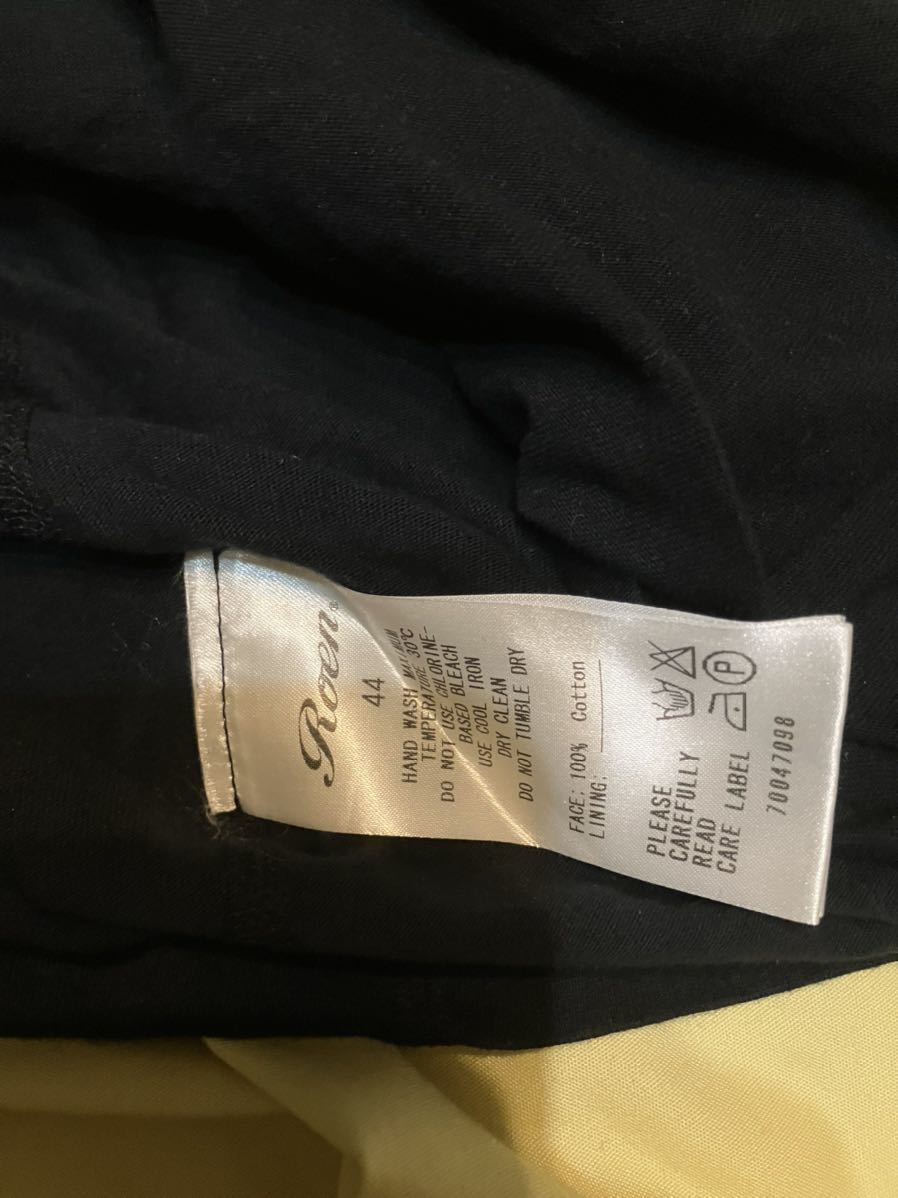 Roen®
44
HAND WASH MAXIMUM
TEMPERATURE 30℃
DO NOT USE CHLORINE-
BASED BLEACH
USE COOL IRON
DRY CLEAN
DO NOT TUMBLE DRY
FACE: 100% Cotton
LINING:
P
PLEASE
CAREFULLY
READ
CARE LABEL
70047098